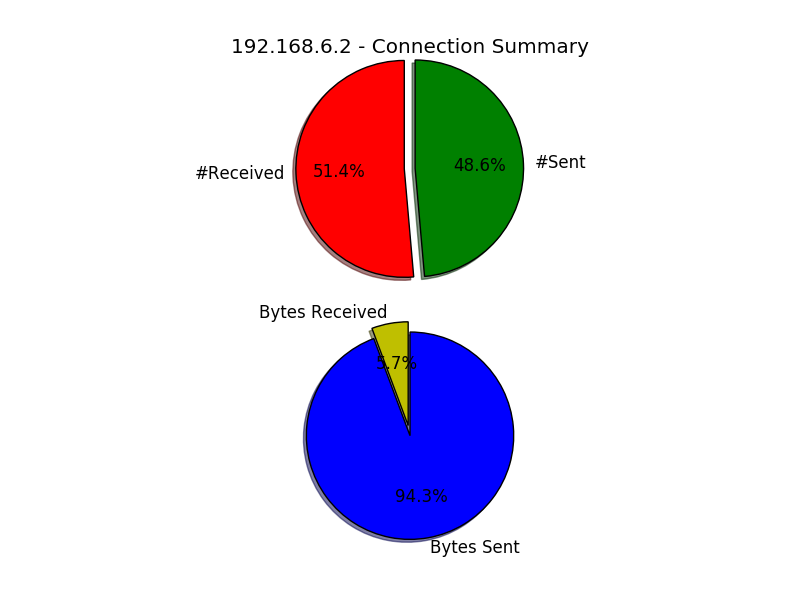 192.168.6.2 - Connection Summary
#Received
51.4%
48.6%
#Sent
Bytes Received
5.7%
94.3%
Bytes Sent